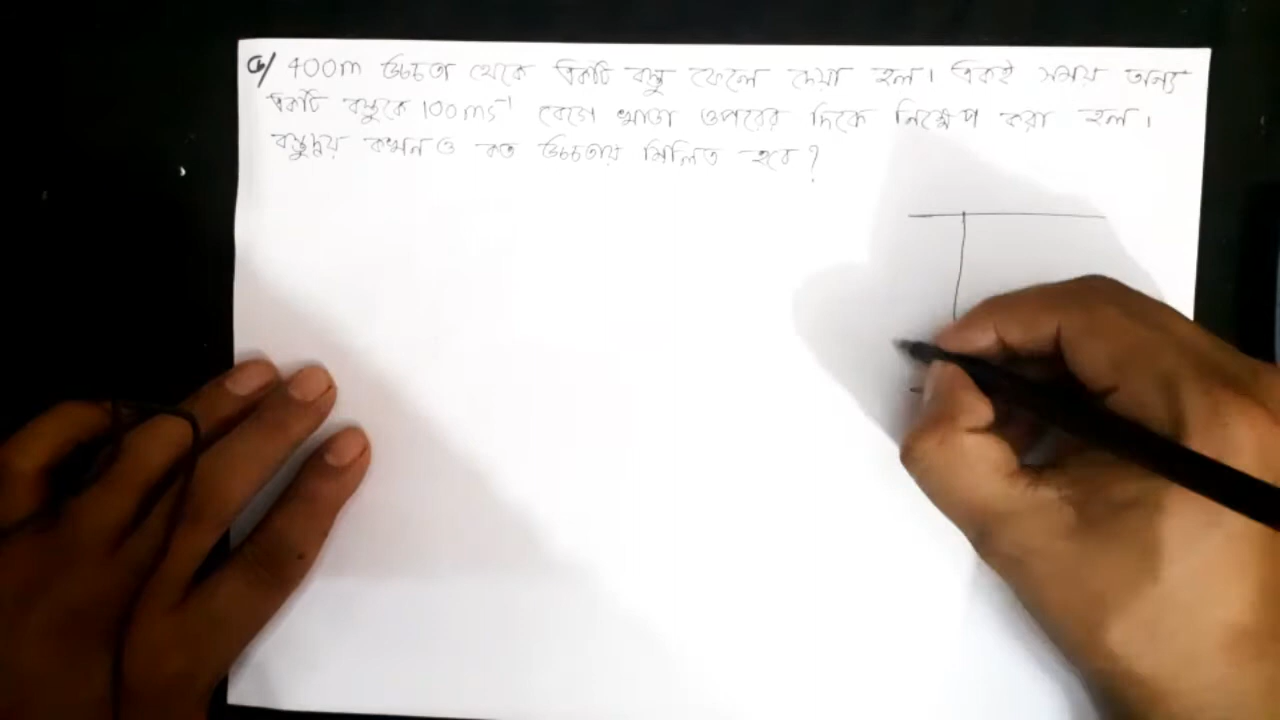 ৫/ 400m উচ্চতা থেকে একটি বস্তু ফেলে দেয়া হল। একই সময় অন্য
একটি বস্তুকে 100ms⁻¹ বেগে খাড়া ওপরের দিকে নিক্ষেপ করা হল।
বস্তুদ্বয় কখন ও কত উচ্চতায় মিলিত হবে?